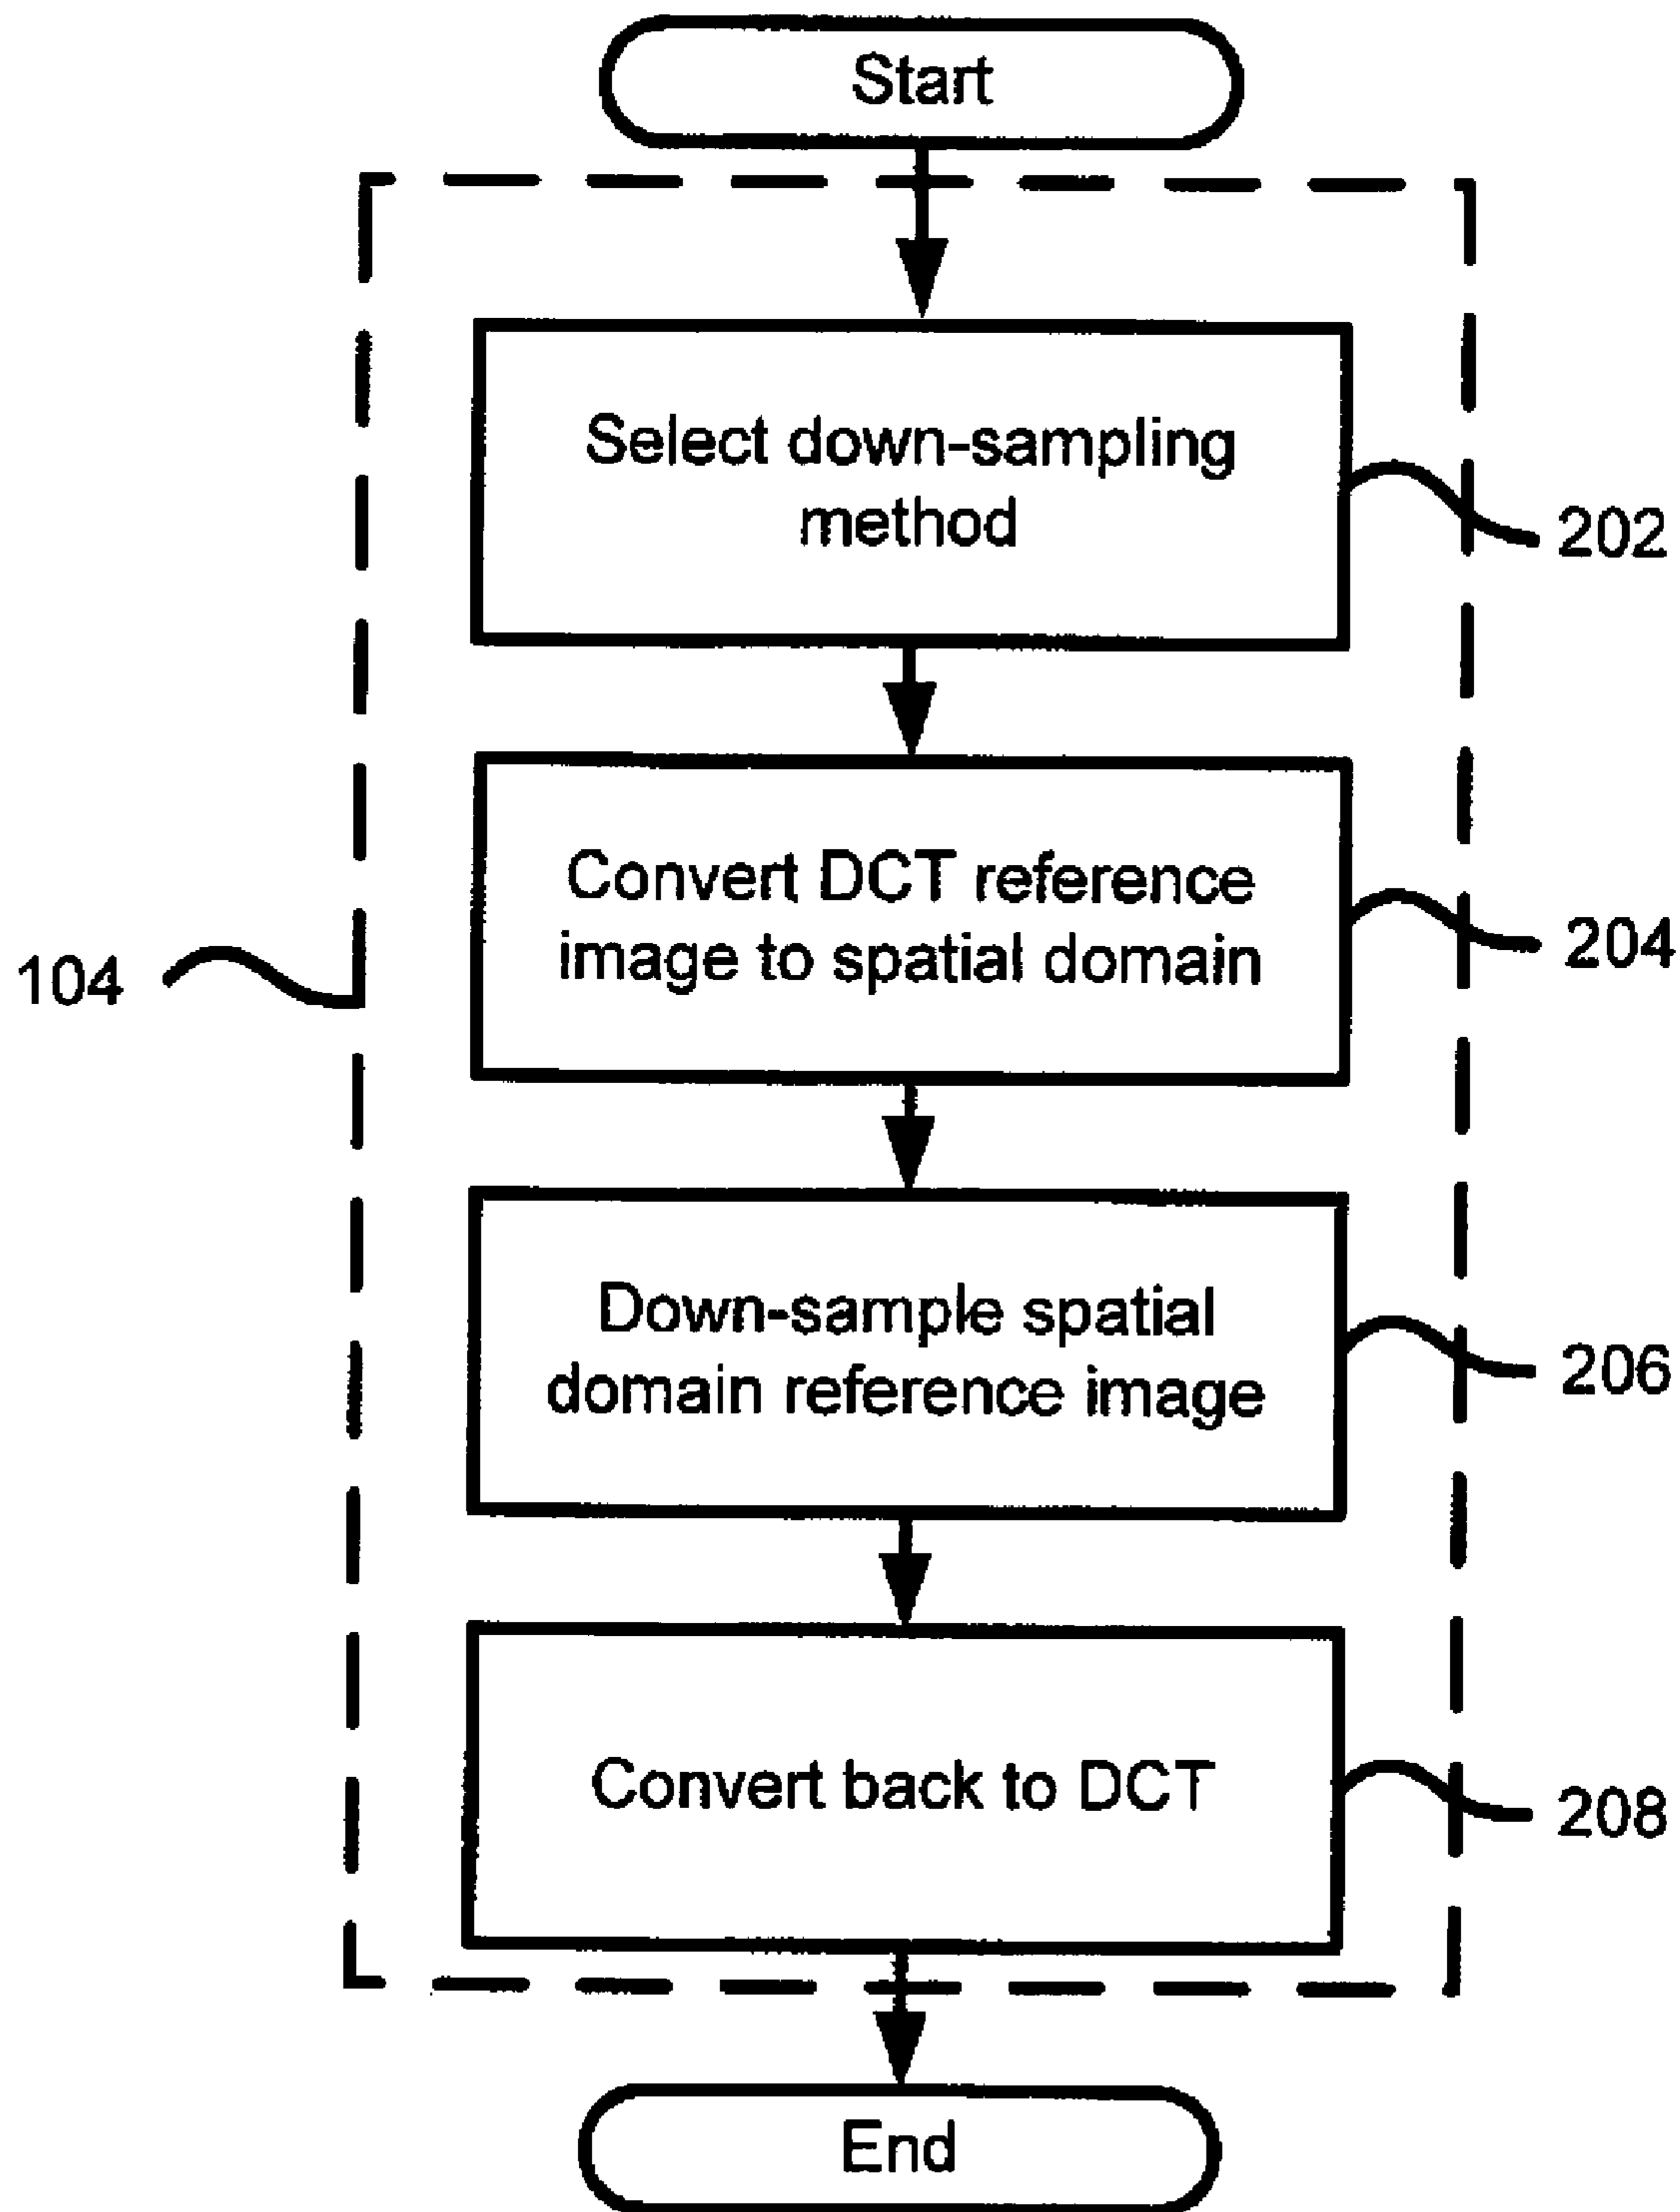 Start
Select down-sampling
method
202
Convert DCT reference
image to spatial domain
204
104
Down-sample spatial
domain reference image
206
Convert back to DCT
208
End